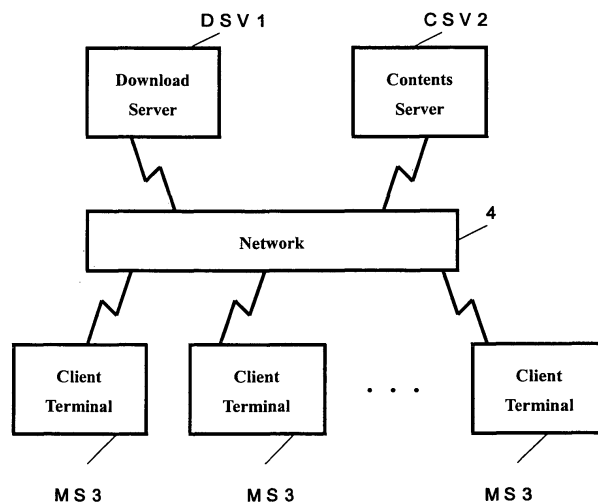 DSV1
CSV2
Download
Server
Contents
Server
4
Network
Client
Terminal
Client
Terminal
. . .
Client
Terminal
MS3
MS3
MS3